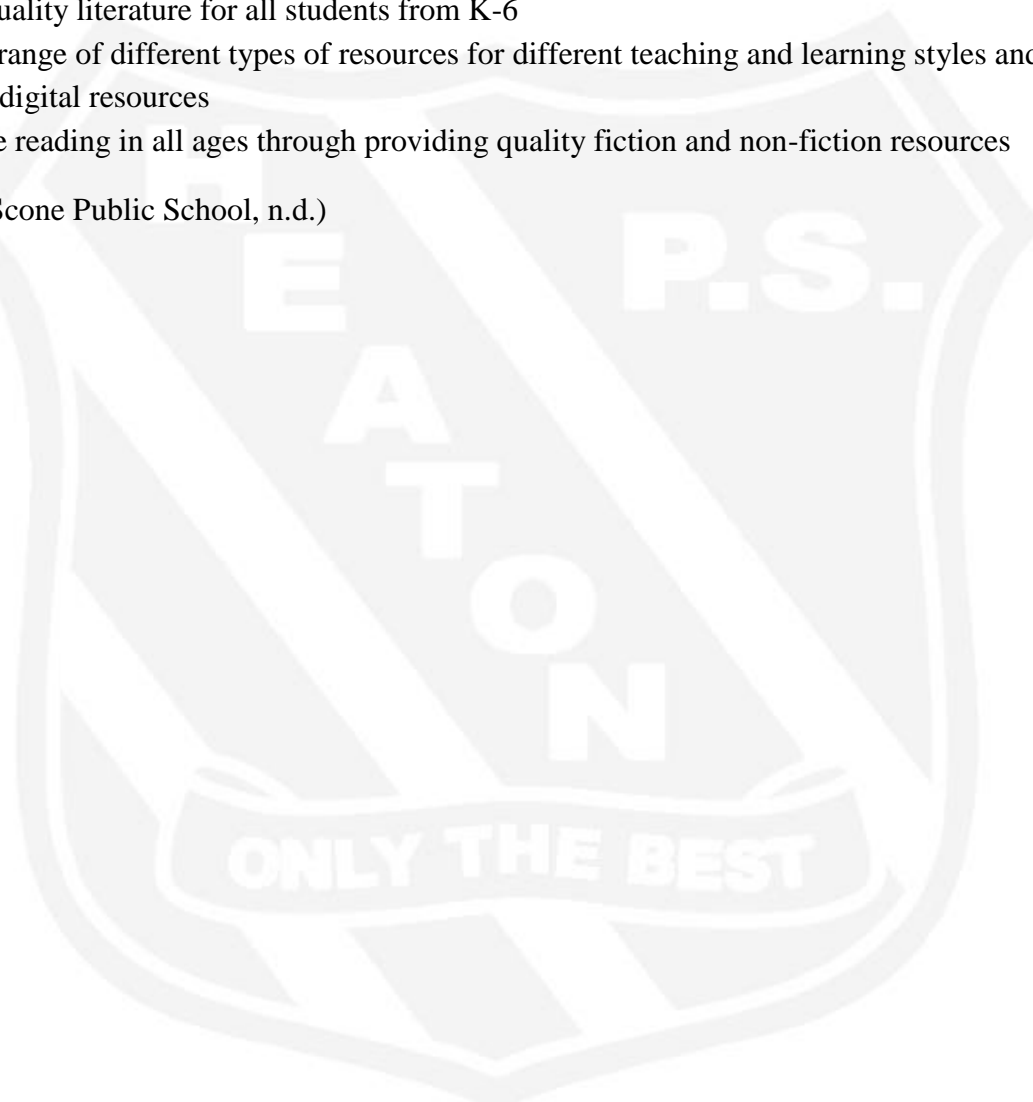 uality literature for all students from K-6
range of different types of resources for different teaching and learning styles and
digital resources
e reading in all ages through providing quality fiction and non-fiction resources
Scone Public School, n.d.)
H
E
A
T
O
N
P.S.
ONLY THE BEST